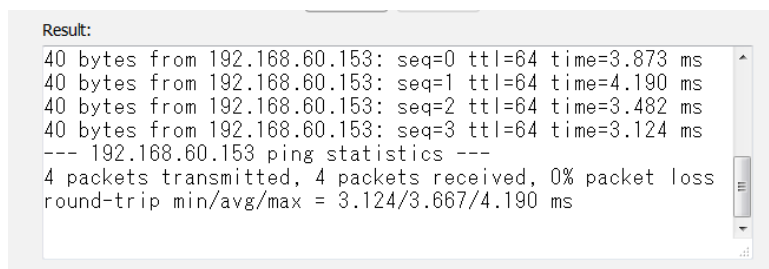 Result:
40 bytes from 192.168.60.153: seq=0 ttl=64 time=3.873 ms
40 bytes from 192.168.60.153: seq=1 ttl=64 time=4.190 ms
40 bytes from 192.168.60.153: seq=2 ttl=64 time=3.482 ms
40 bytes from 192.168.60.153: seq=3 ttl=64 time=3.124 ms
--- 192.168.60.153 ping statistics ---
4 packets transmitted, 4 packets received, 0% packet loss
round-trip min/avg/max = 3.124/3.667/4.190 ms